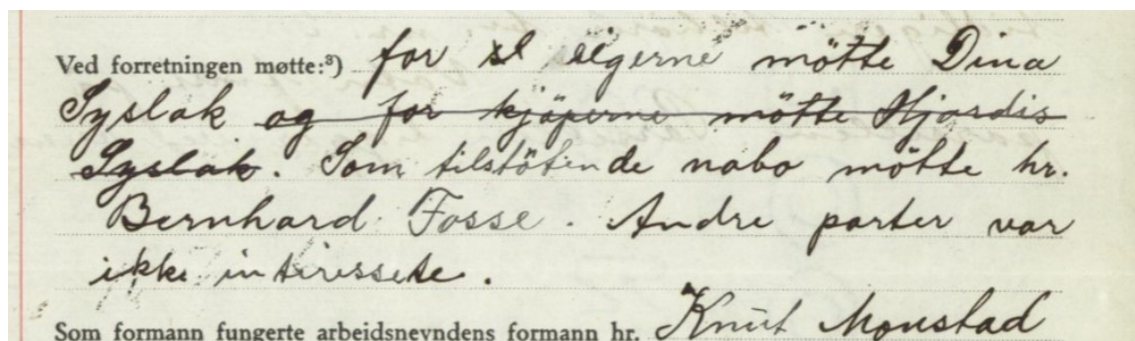 Ved forretningen møtte:³) for eigerne møtte Dina
Syslak og for kjøperne møtte Hjørdis
Syslak. Som tilstøtende nabo møtte hr.
Bernhard Fosse. Andre parter var
ikke interessete.
Som formann fungerte arbeidsnevndens formann hr. Knut Monstad